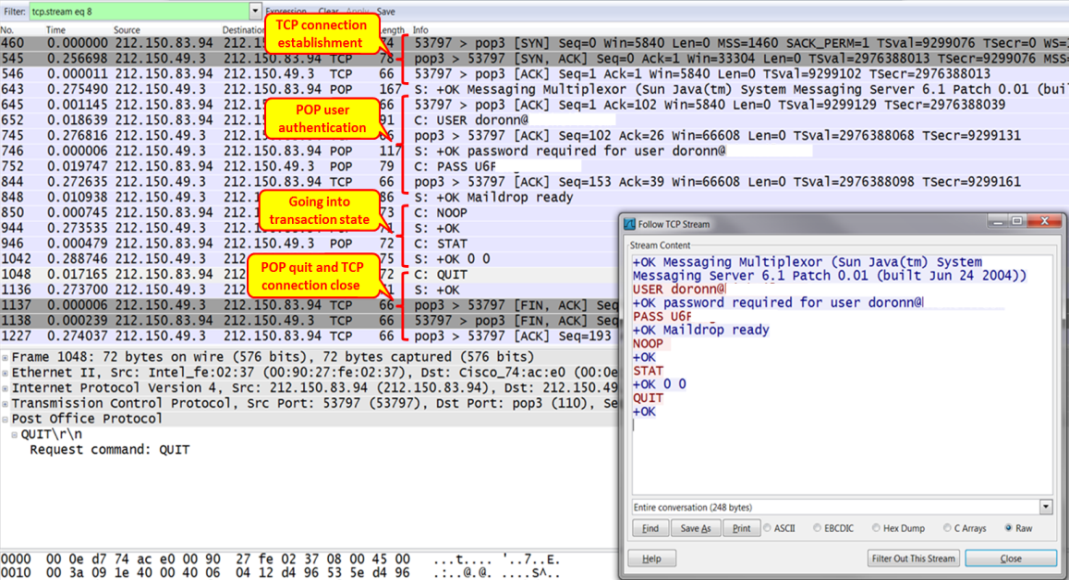 Filter: tcp.stream eq 8 Expression... Clear Apply Save
No. Time Source Destination Length Info
TCP connection
establishment
460 0.000000 212.150.83.94 212.15 74 53797 > pop3 [SYN] Seq=0 Win=5840 Len=0 MSS=1460 SACK_PERM=1 TSval=9299076 TSecr=0 WS=
545 0.256698 212.150.49.3 212.150.83.94 TCP 78 pop3 > 53797 [SYN, ACK] Seq=0 Ack=1 Win=33304 Len=0 TSval=2976388013 TSecr=9299076 MSS
546 0.000011 212.150.83.94 212.150.49.3 TCP 66 53797 > pop3 [ACK] Seq=1 Ack=1 Win=5840 Len=0 TSval=9299102 TSecr=2976388013
643 0.275490 212.150.49.3 212.150.83.94 POP 167 S: +OK Messaging Multiplexor (Sun Java(tm) System Messaging Server 6.1 Patch 0.01 (buil
645 0.001145 212.150.83.94 53797 > pop3 [ACK] Seq=1 Ack=102 Win=5840 Len=0 TSval=9299129 TSecr=2976388039
POP user
authentication
652 0.018639 212.150.83.94 91 C: USER doronn@
745 0.276816 212.150.49.3 66 pop3 > 53797 [ACK] Seq=102 Ack=26 Win=66608 Len=0 TSval=2976388068 TSecr=9299131
746 0.000006 212.150.49.3 212.150.83.94 POP 117 S: +OK password required for user doronn@
752 0.019747 212.150.83.94 212.150.49.3 POP 79 C: PASS U6F
844 0.272635 212.150.49.3 212.150.83.94 TCP 66 pop3 > 53797 [ACK] Seq=153 Ack=39 Win=66608 Len=0 TSval=2976388098 TSecr=9299161
848 0.010938 212.150.49.3 86 S: +OK Maildrop ready
Going into
transaction state
850 0.000745 212.150.83.94 73 C: NOOP
944 0.273535 212.150.49.3 71 S: +OK
946 0.000479 212.150.83.94 212.150.49.3 POP 72 C: STAT
1042 0.288746 212.150.49.3 75 S: +OK 0 0
POP quit and TCP
connection close
1048 0.017165 212.150.83.94 72 C: QUIT
1136 0.273700 212.150.49.3 S: +OK
1137 0.000006 212.150.49.3 212.150.83.94 TCP 66 pop3 > 53797 [FIN, ACK] Seq
1138 0.000239 212.150.83.94 212.150.49.3 TCP 66 53797 > pop3 [FIN, ACK] Seq
1227 0.274037 212.150.49.3 212.150.83.94 TCP 66 pop3 > 53797 [ACK] Seq=193
Frame 1048: 72 bytes on wire (576 bits), 72 bytes captured (576 bits)
Ethernet II, Src: Intel_fe:02:37 (00:90:27:fe:02:37), Dst: Cisco_74:ac:e0 (00:0e
Internet Protocol Version 4, Src: 212.150.83.94 (212.150.83.94), Dst: 212.150.49
Transmission Control Protocol, Src Port: 53797 (53797), Dst Port: pop3 (110), Se
Post Office Protocol
QUIT\r\n
Request command: QUIT
0000 00 0e d7 74 ac e0 00 90 27 fe 02 37 08 00 45 00 ...t.... '..7..E.
0010 00 3a 09 1e 40 00 40 06 04 12 d4 96 53 5e d4 96 .:..@.@. ....S^..
Follow TCP Stream
Stream Content
+OK Messaging Multiplexor (Sun Java(tm) System
Messaging Server 6.1 Patch 0.01 (built Jun 24 2004))
USER doronn@
+OK password required for user doronn@
PASS U6F
+OK Maildrop ready
NOOP
+OK
STAT
+OK 0 0
QUIT
+OK
Entire conversation (248 bytes)
Find Save As Print ASCII EBCDIC Hex Dump C Arrays Raw
Help Filter Out This Stream Close